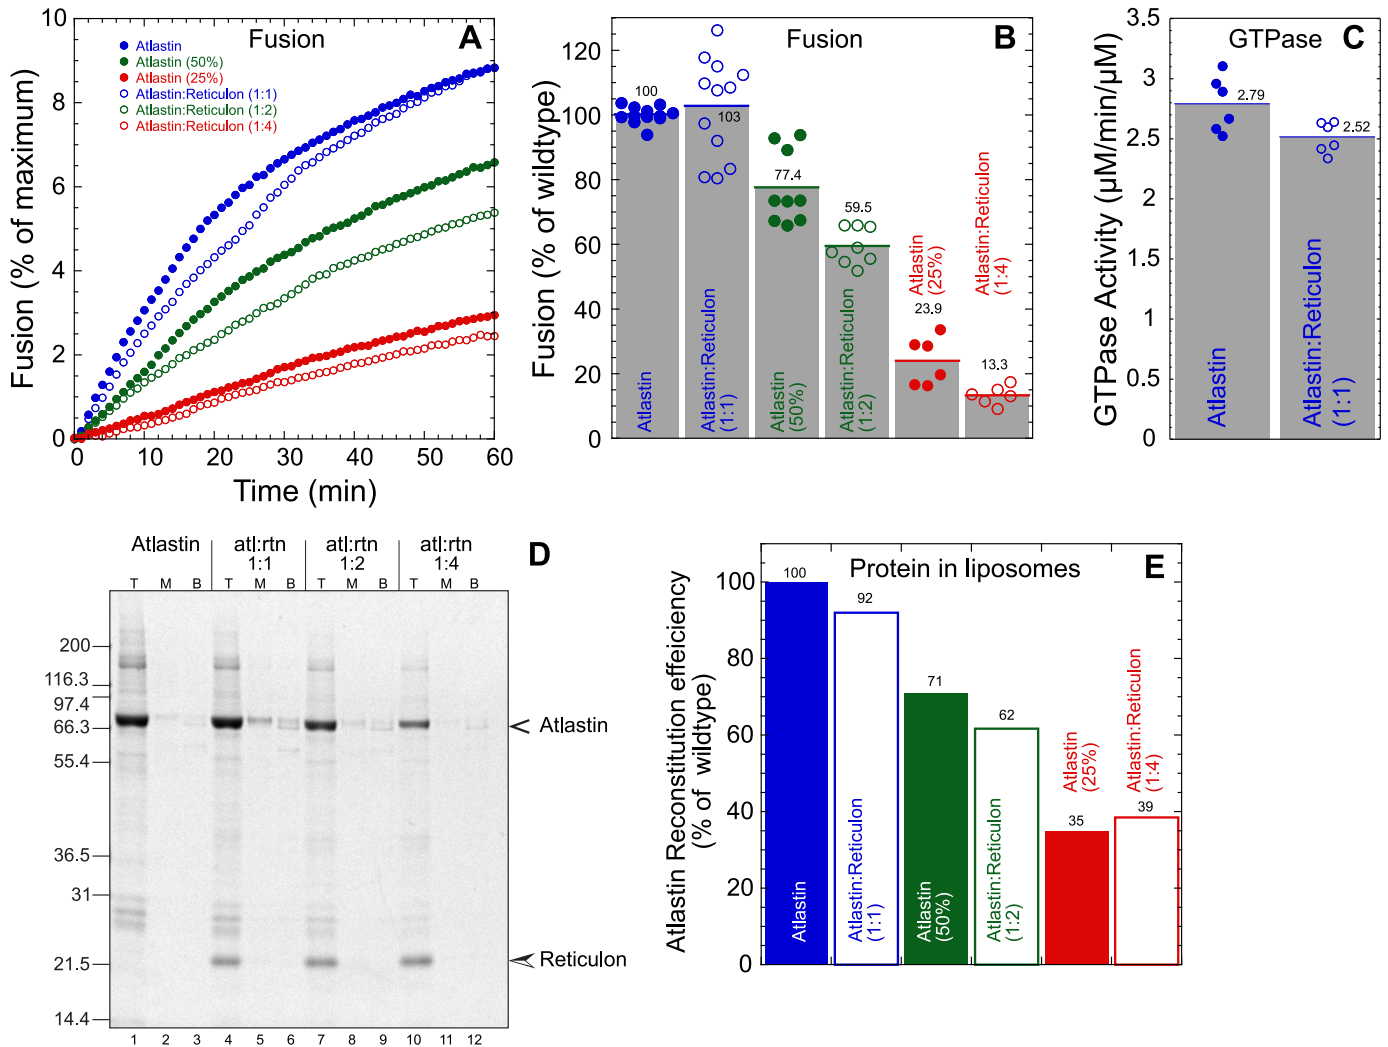 A
Fusion
Atlastin
Atlastin (50%)
Atlastin (25%)
Atlastin:Reticulon (1:1)
Atlastin:Reticulon (1:2)
Atlastin:Reticulon (1:4)
Fusion (% of maximum)
10
8
6
4
2
0
0
10
20
30
40
50
60
Time (min)
B
Fusion
Fusion (% of wildtype)
120
100
80
60
40
20
0
100
103
77.4
59.5
23.9
13.3
Atlastin
Atlastin:Reticulon
(1:1)
Atlastin
(50%)
Atlastin:Reticulon
(1:2)
Atlastin
(25%)
Atlastin:Reticulon
(1:4)
C
GTPase
GTPase Activity (µM/min/µM)
3.5
3
2.5
2
1.5
1
0.5
0
2.79
2.52
Atlastin
Atlastin:Reticulon
(1:1)
D
Atlastin
atl:rtn
1:1
atl:rtn
1:2
atl:rtn
1:4
T M B T M B T M B T M B
200
116.3
97.4
66.3
55.4
36.5
31
21.5
14.4
Atlastin
Reticulon
1 2 3 4 5 6 7 8 9 10 11 12
E
Protein in liposomes
Atlastin Reconstitution effeiciency
(% of wildtype)
100
80
60
40
20
0
100
92
71
62
35
39
Atlastin
Atlastin:Reticulon
(1:1)
Atlastin
(50%)
Atlastin:Reticulon
(1:2)
Atlastin
(25%)
Atlastin:Reticulon
(1:4)